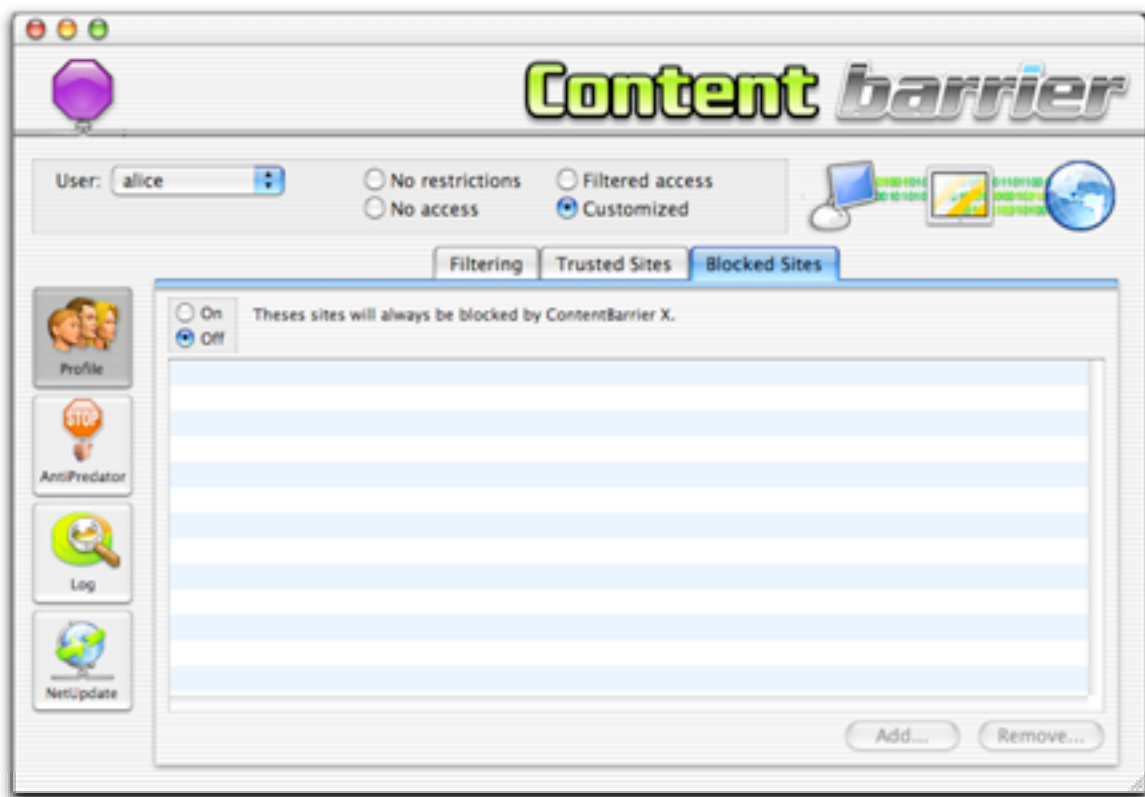 Content barrier
User: alice
No restrictions
Filtered access
No access
Customized
Filtering
Trusted Sites
Blocked Sites
On
Theses sites will always be blocked by ContentBarrier X.
Off
Profile
STOP
AntiPredator
Log
NetUpdate
Add...
Remove...